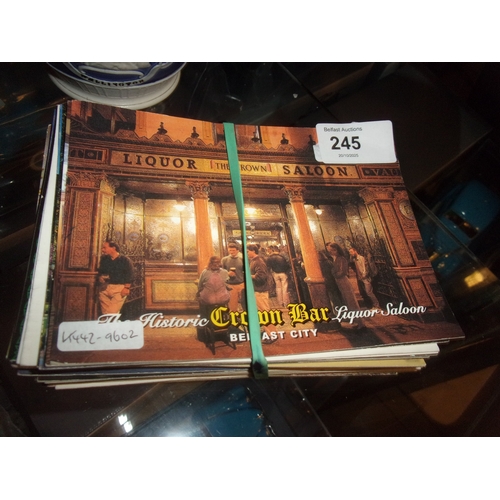 Belfast Auctions
245
LIQUOR THE CROWN SALOON
The Historic Crown Bar Liquor Saloon
BELFAST CITY
K442-9602